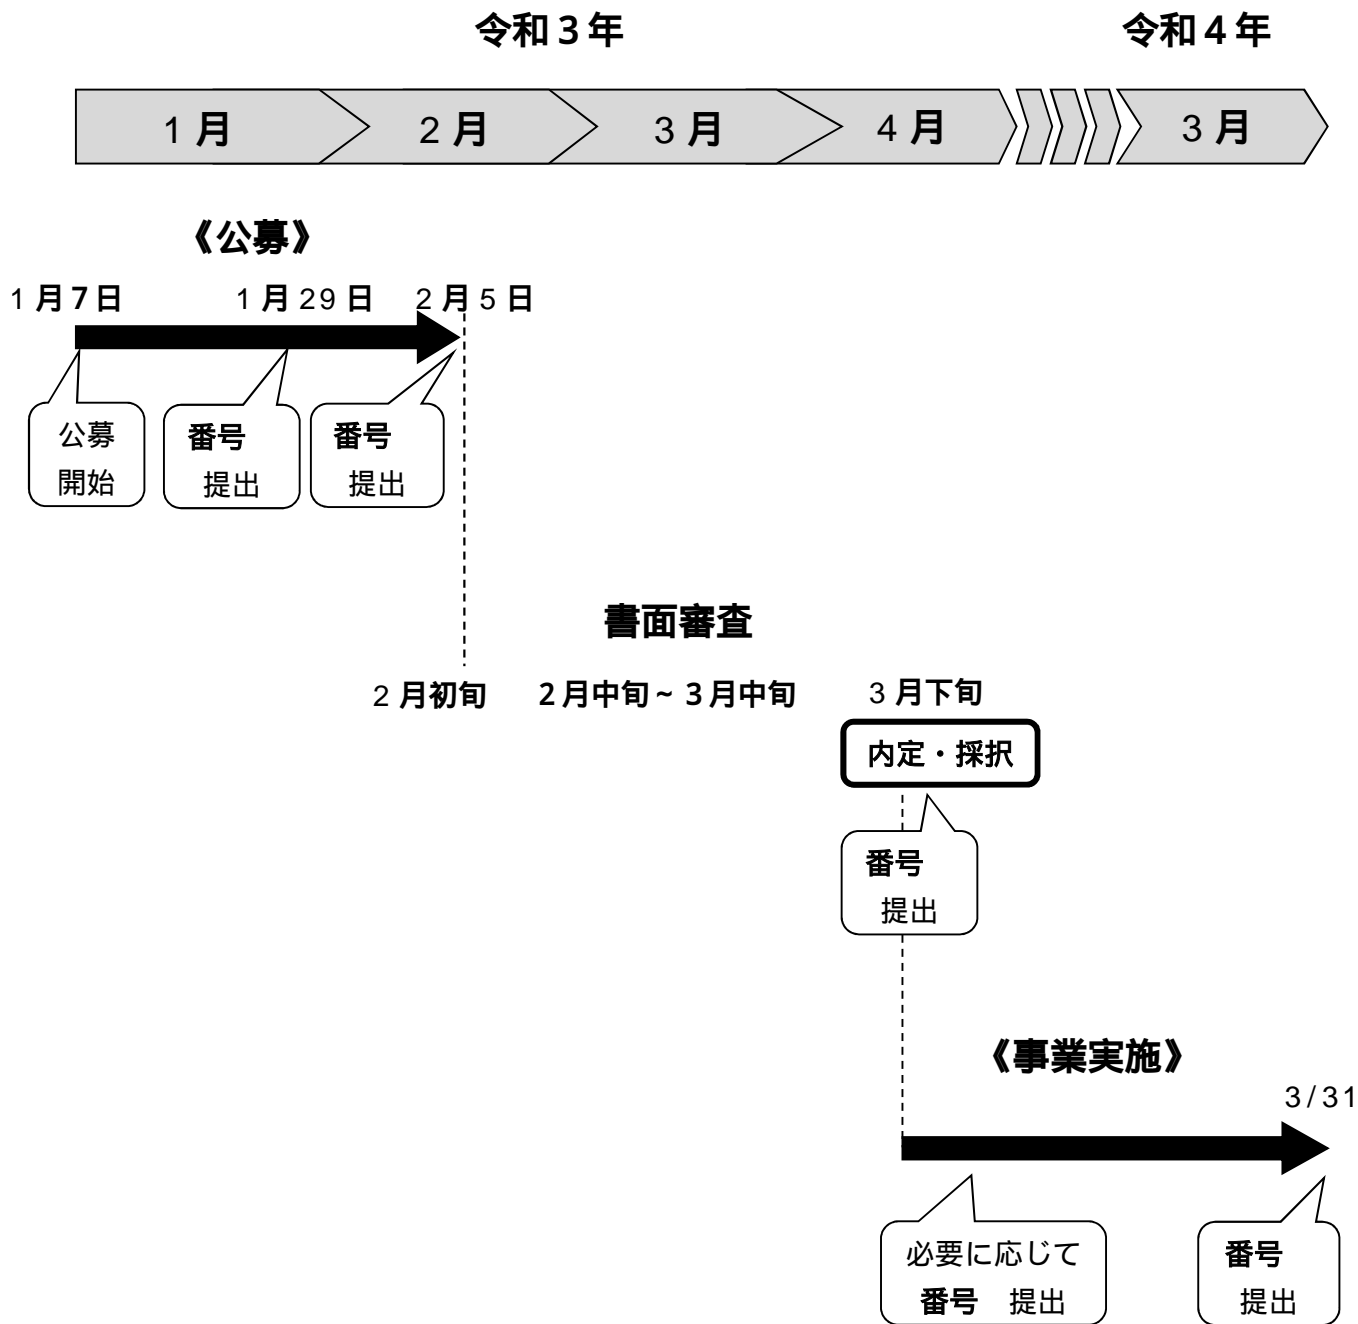 令和3年 令和4年
1月 2月 3月 4月 3月
《公募》
1月7日 1月29日 2月5日
公募
開始
番号
提出
番号
提出
書面審査
2月初旬 2月中旬~3月中旬 3月下旬
内定・採択
番号
提出
《事業実施》
3/31
必要に応じて
番号 提出
番号
提出